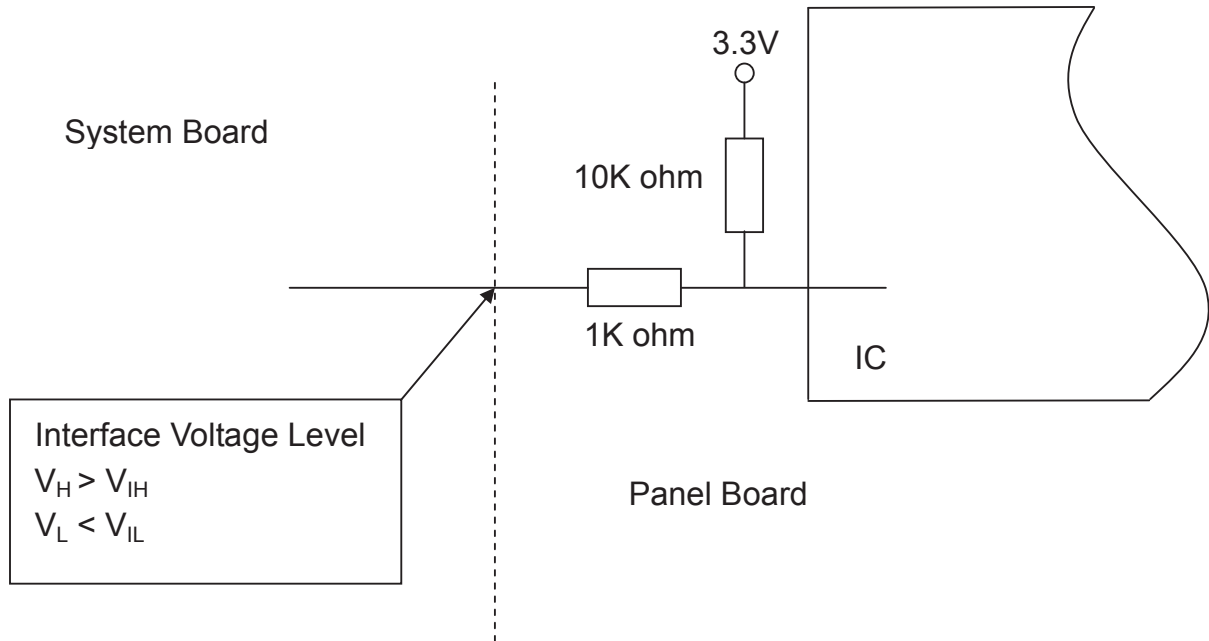 3.3V
System Board
10K ohm
1K ohm
IC
Interface Voltage Level
V_H > V_IH
V_L < V_IL
Panel Board